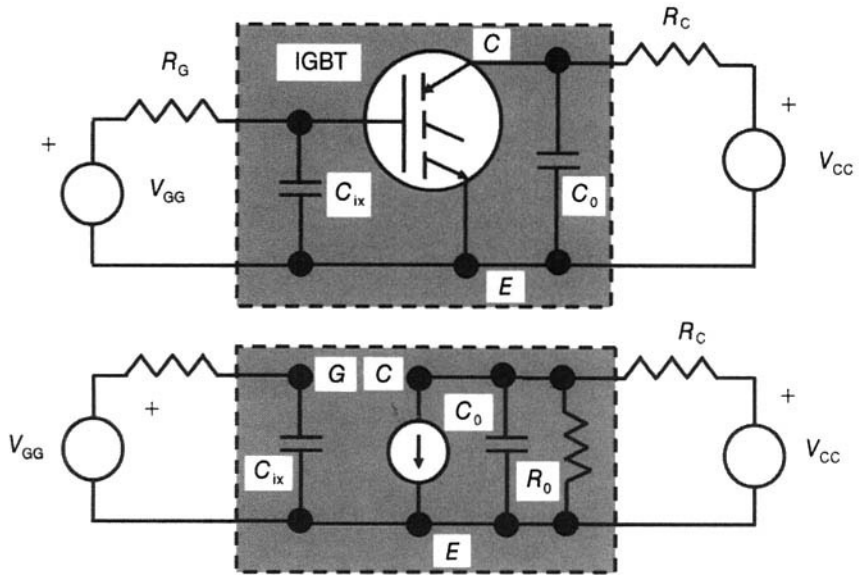 R_C
C
IGBT
R_G
+
+
V_GG
C_ix
C_0
V_CC
E
R_C
G C
+
+
C_0
V_GG
V_CC
C_ix
R_0
E